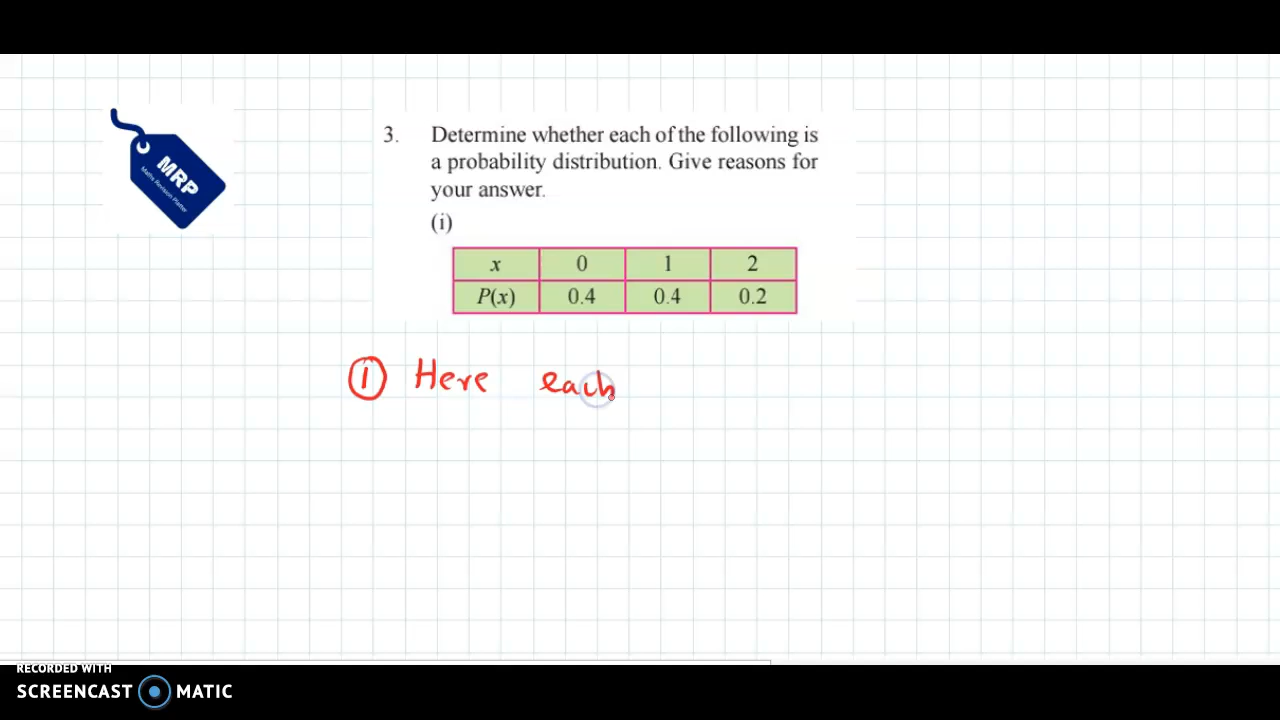 MRP
Maths Revision Platter
3. Determine whether each of the following is
a probability distribution. Give reasons for
your answer.
(i)
x 0 1 2
P(x) 0.4 0.4 0.2
(i) Here each
RECORDED WITH
SCREENCAST MATIC